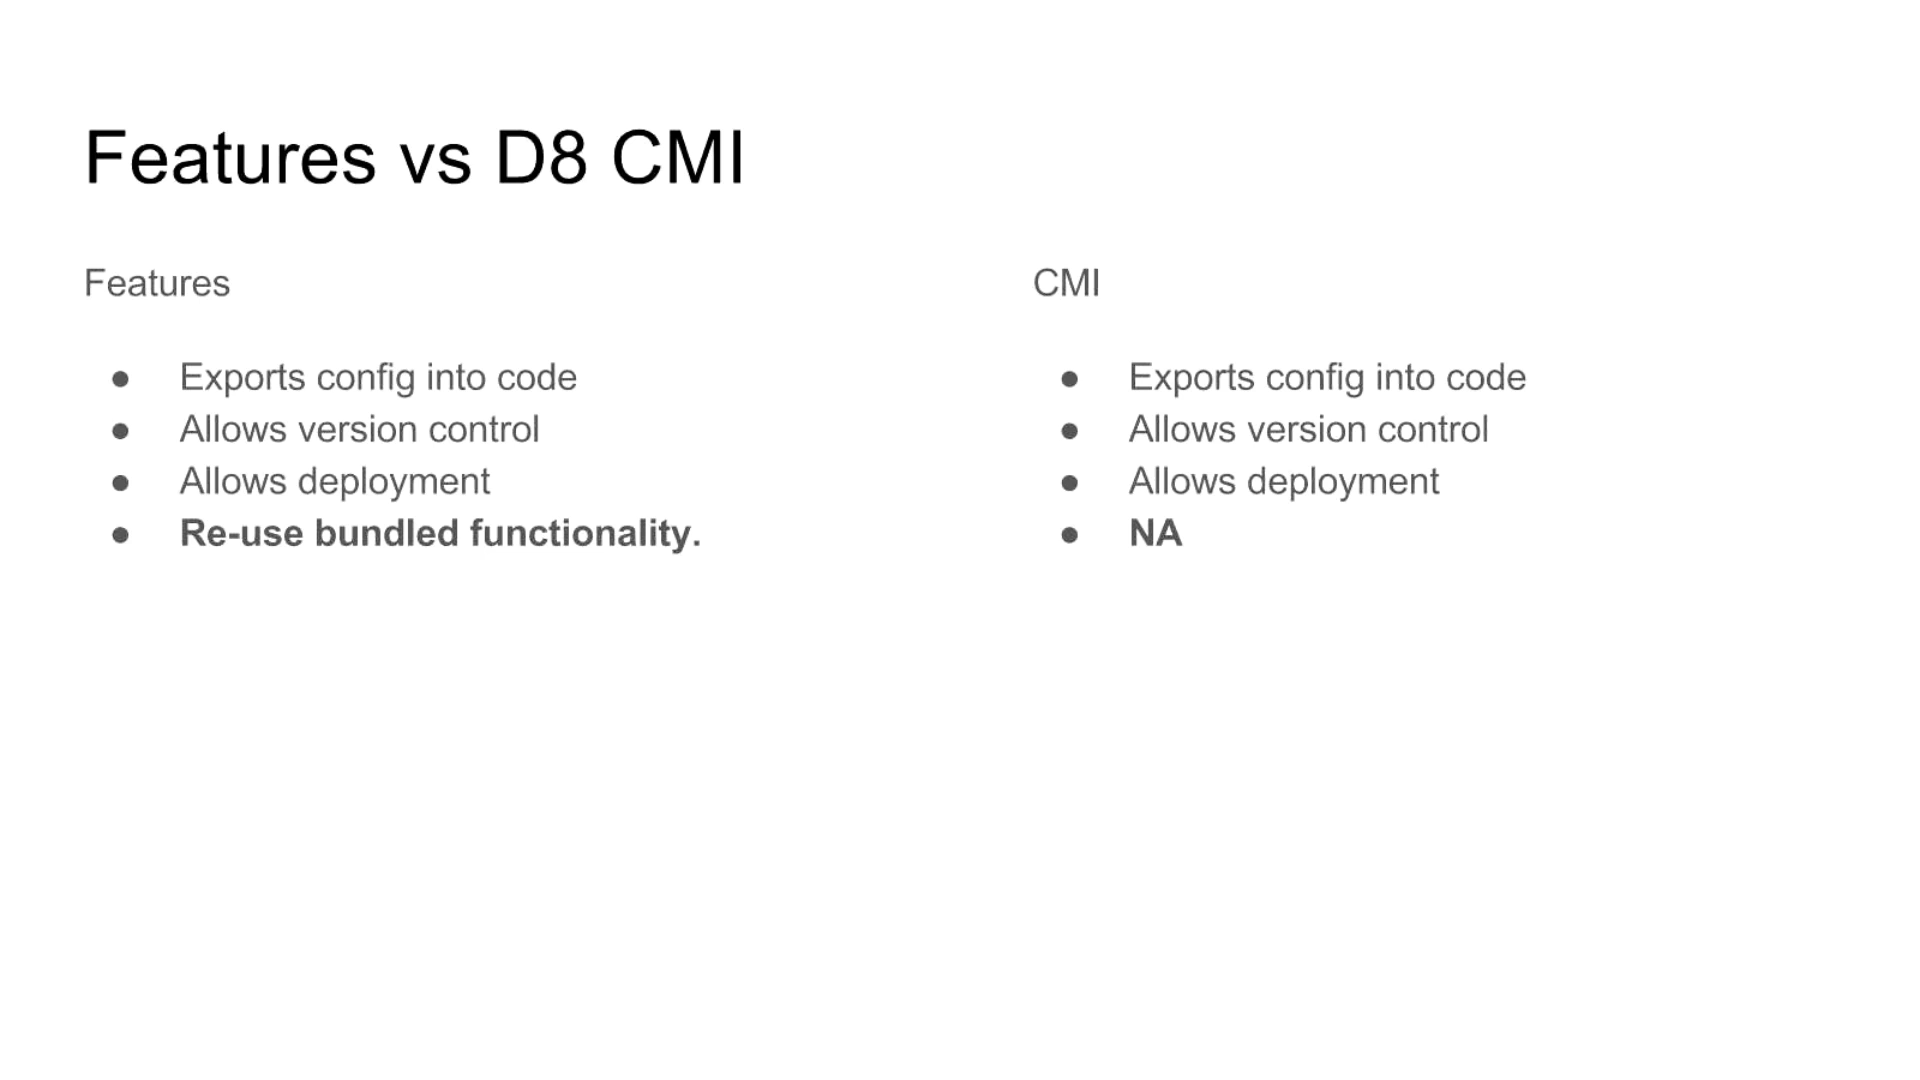 Features vs D8 CMI
Features
● Exports config into code
● Allows version control
● Allows deployment
● Re-use bundled functionality.
CMI
● Exports config into code
● Allows version control
● Allows deployment
● NA